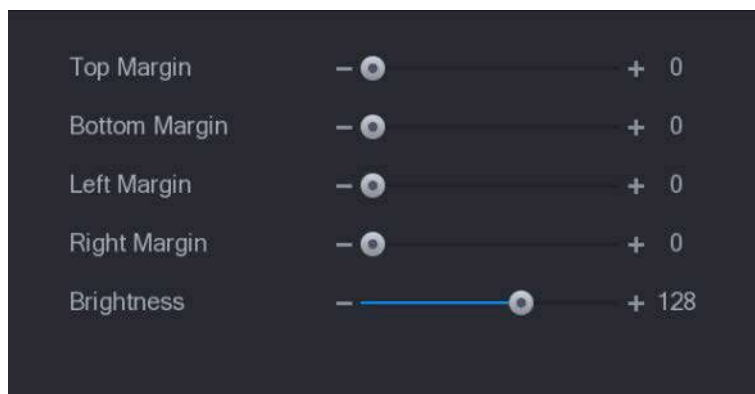 Top Margin − + 0
Bottom Margin − + 0
Left Margin − + 0
Right Margin − + 0
Brightness − + 128